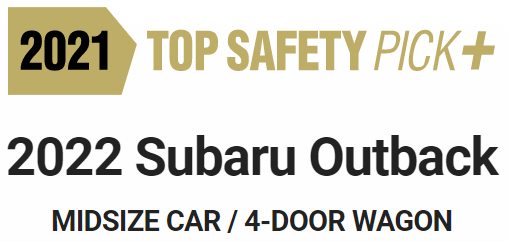 2021 TOP SAFETY PICK+
2022 Subaru Outback
MIDSIZE CAR / 4-DOOR WAGON